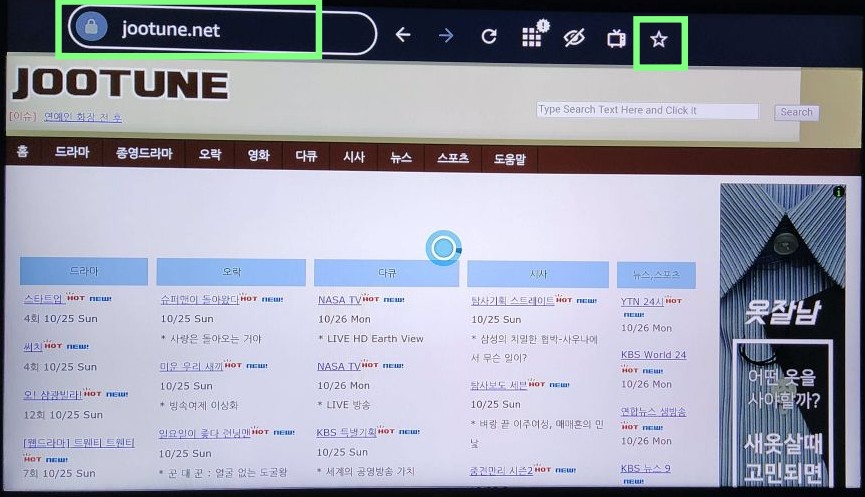 jootune.net
JOOTUNE
[이슈] 연예인 화장 전 후
Type Search Text Here and Click it
Search
홈 드라마 종영드라마 오락 영화 다큐 시사 뉴스 스포츠 도움말
드라마
스타트업 HOT NEW!
4회 10/25 Sun
써치 HOT NEW!
4회 10/25 Sun
오! 삼광빌라! HOT NEW!
12회 10/25 Sun
[웹드라마] 트웬티 트웬티
HOT NEW!
7회 10/25 Sun
오락
슈퍼맨이 돌아왔다 HOT NEW!
10/25 Sun
* 사랑은 돌아오는 거야
미운 우리 새끼 HOT NEW!
10/25 Sun
* 방속여제 이상화
일요일이 좋다 런닝맨 HOT NEW!
10/25 Sun
* 꾼 대 꾼 : 얼굴 없는 도굴왕
다큐
NASA TV HOT NEW!
10/26 Mon
* LIVE HD Earth View
NASA TV HOT NEW!
10/26 Mon
* LIVE 방송
KBS 특별기획 HOT NEW!
10/25 Sun
* 세계의 공영방송 가치
시사
탐사기획 스트레이트 HOT NEW!
10/25 Sun
* 삼성의 치밀한 협박-사우나에
서 무슨 일이?
탐사보도 세븐 HOT NEW!
10/25 Sun
* 벼랑 끝 이주여성, 매매혼의 민
낯
중건만리 시즌2 HOT NEW!
뉴스,스포츠
YTN 24시 HOT
NEW!
10/26 Mon
KBS World 24
HOT NEW!
10/26 Mon
연합뉴스 생방송
HOT NEW!
10/26 Mon
KBS 뉴스 9
옷잘남
어떤 옷을
사야할까?
새옷살때
고민되면